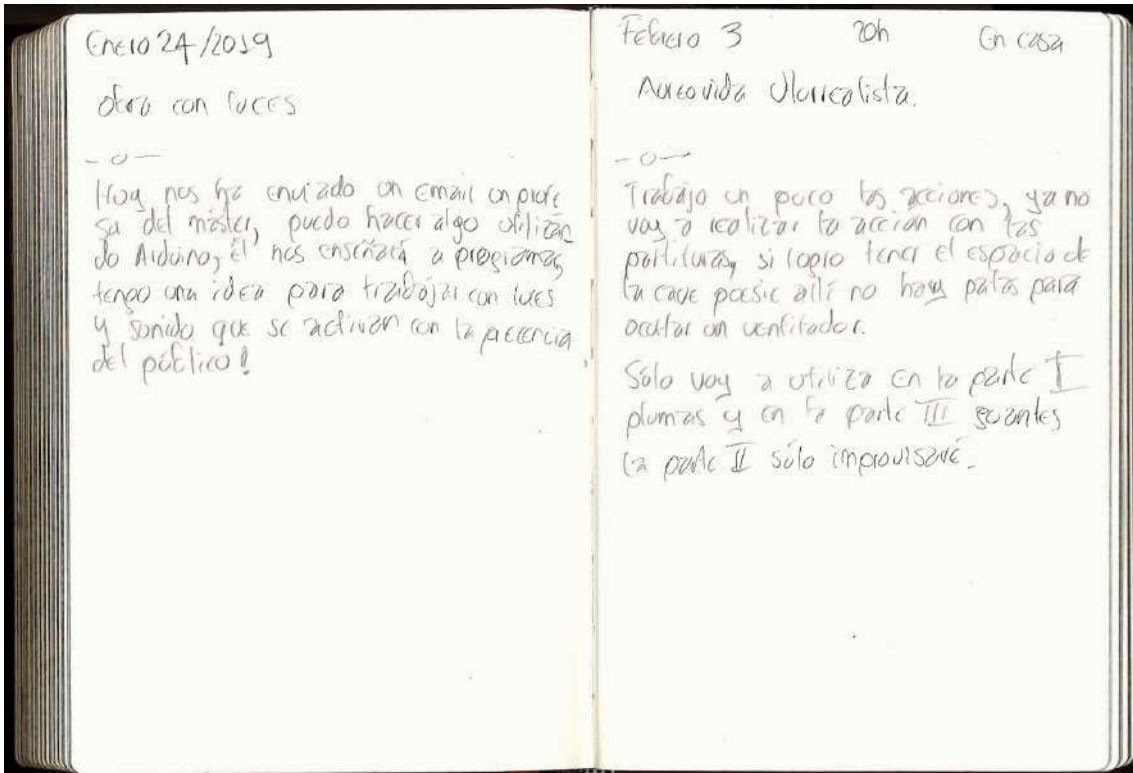 Enero 24/2019
Obra con luces
-o-
Hoy nos ha enviado un email un profe
sa del máster, puedo hacer algo utilizan
do Arduino, él nos enseñará a programar,
tengo una idea para trabajar con luces
y sonido que se activan con la presencia
del público!
Febrero 3 20h En casa
Aureovida
-o-
Trabajo un poco las acciones, ya no
voy a realizar la acción con las
partituras, si logro tener el espacio de
la cave poesie allí no hay patas para
ocultar un ventilador.
Sólo voy a utiliza en la parte I
plumas y en la parte III guantes
la parte II sólo improvisaré.